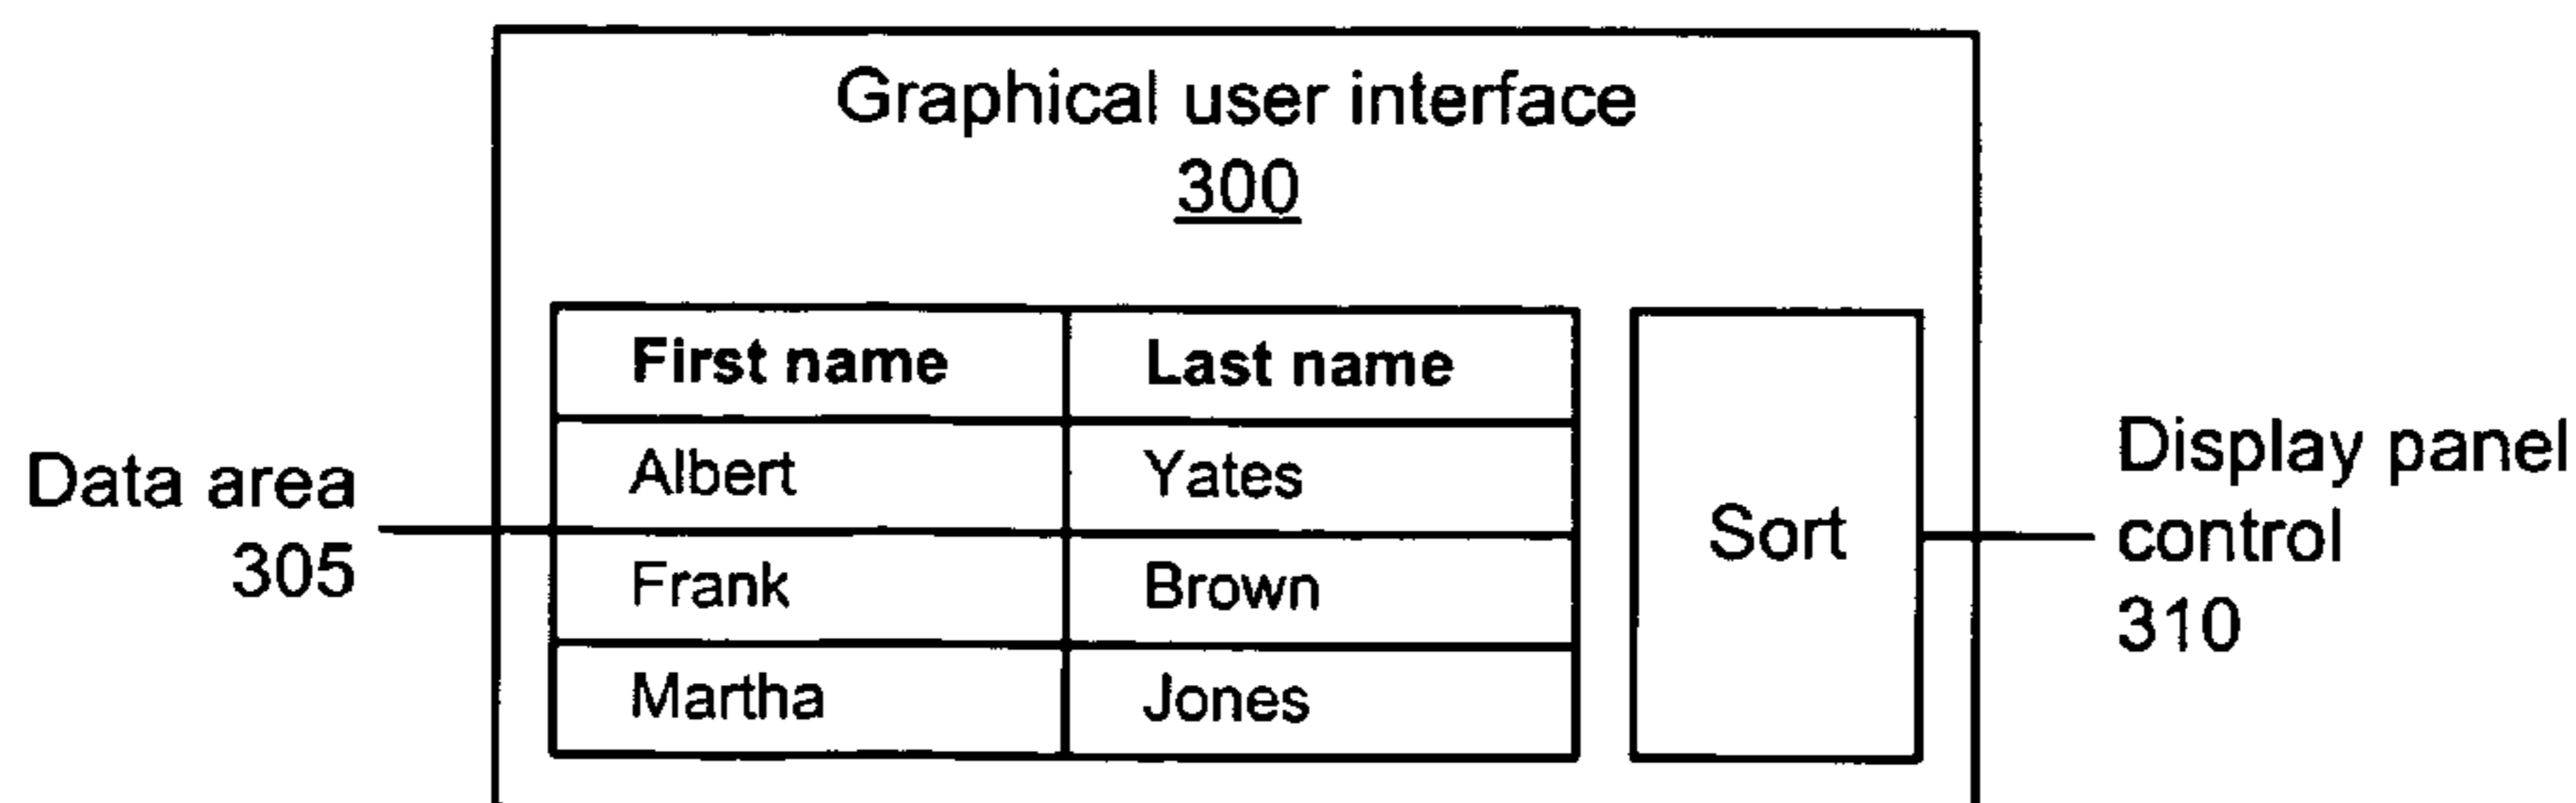 Graphical user interface
300
First name Last name
Albert Yates
Frank Brown
Martha Jones
Sort
Data area
305
Display panel
control
310